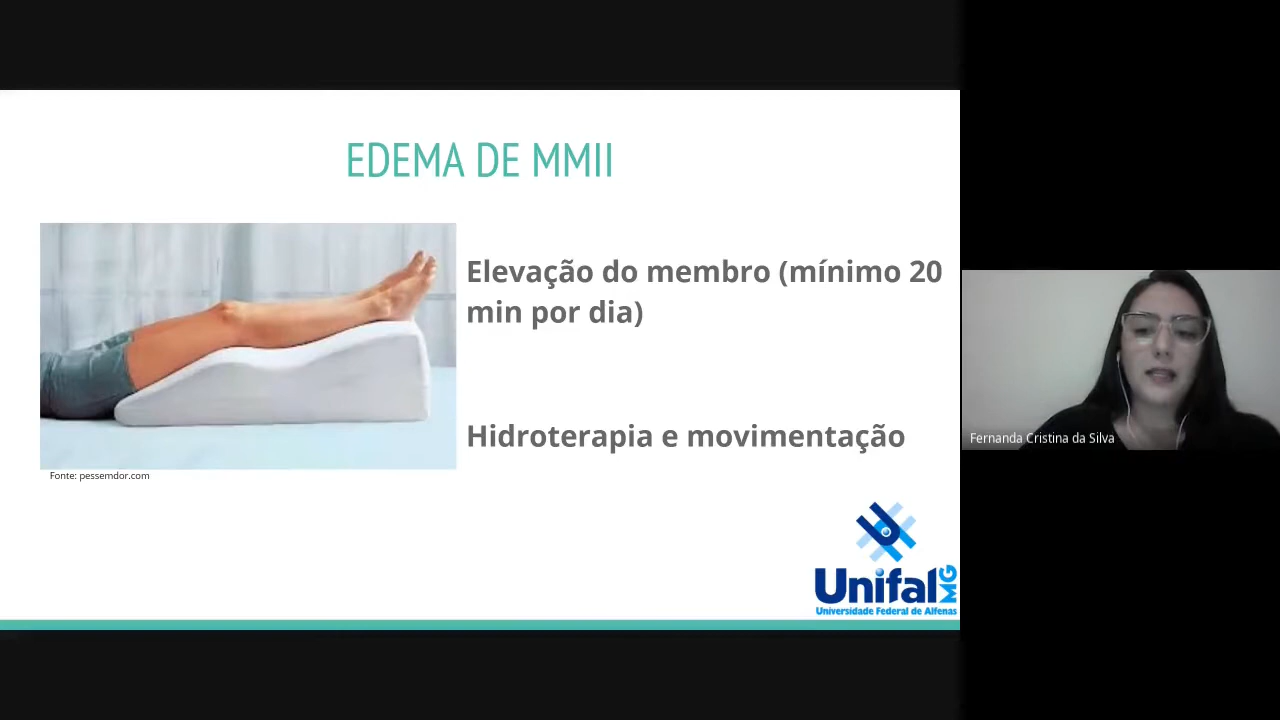 EDEMA DE MMII
Elevação do membro (mínimo 20
min por dia)
Hidroterapia e movimentação
Fonte: pessemdor.com
Unifal MG
Universidade Federal de Alfenas
Fernanda Cristina da Silva